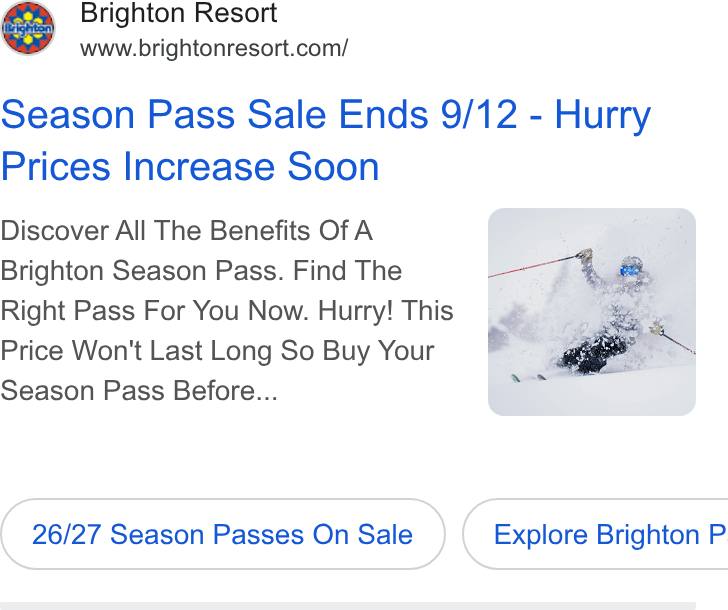 Brighton
Brighton Resort
www.brightonresort.com/
Season Pass Sale Ends 9/12 - Hurry
Prices Increase Soon
Discover All The Benefits Of A
Brighton Season Pass. Find The
Right Pass For You Now. Hurry! This
Price Won't Last Long So Buy Your
Season Pass Before...
26/27 Season Passes On Sale
Explore Brighton P